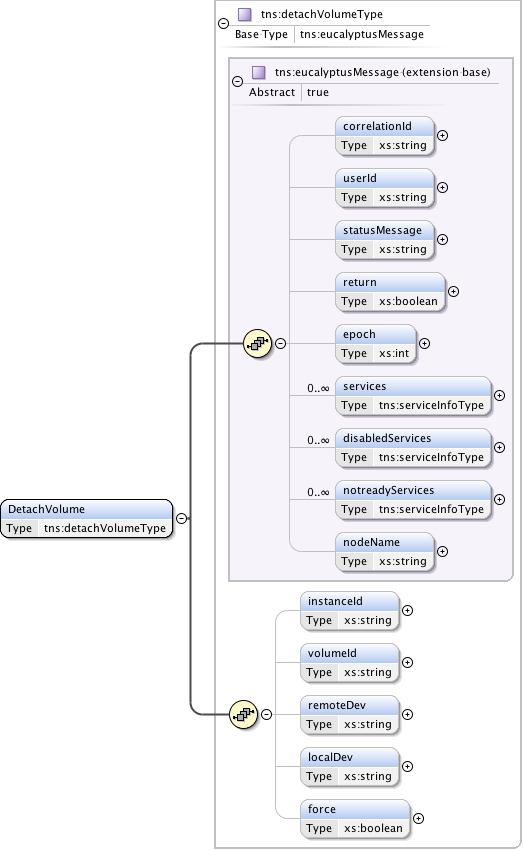 tns:detachVolumeType
Base Type tns:eucalyptusMessage
tns:eucalyptusMessage (extension base)
Abstract true
correlationId
Type xs:string
userId
Type xs:string
statusMessage
Type xs:string
return
Type xs:boolean
epoch
Type xs:int
0..∞ services
Type tns:serviceInfoType
0..∞ disabledServices
Type tns:serviceInfoType
0..∞ notreadyServices
Type tns:serviceInfoType
nodeName
Type xs:string
DetachVolume
Type tns:detachVolumeType
instanceId
Type xs:string
volumeId
Type xs:string
remoteDev
Type xs:string
localDev
Type xs:string
force
Type xs:boolean